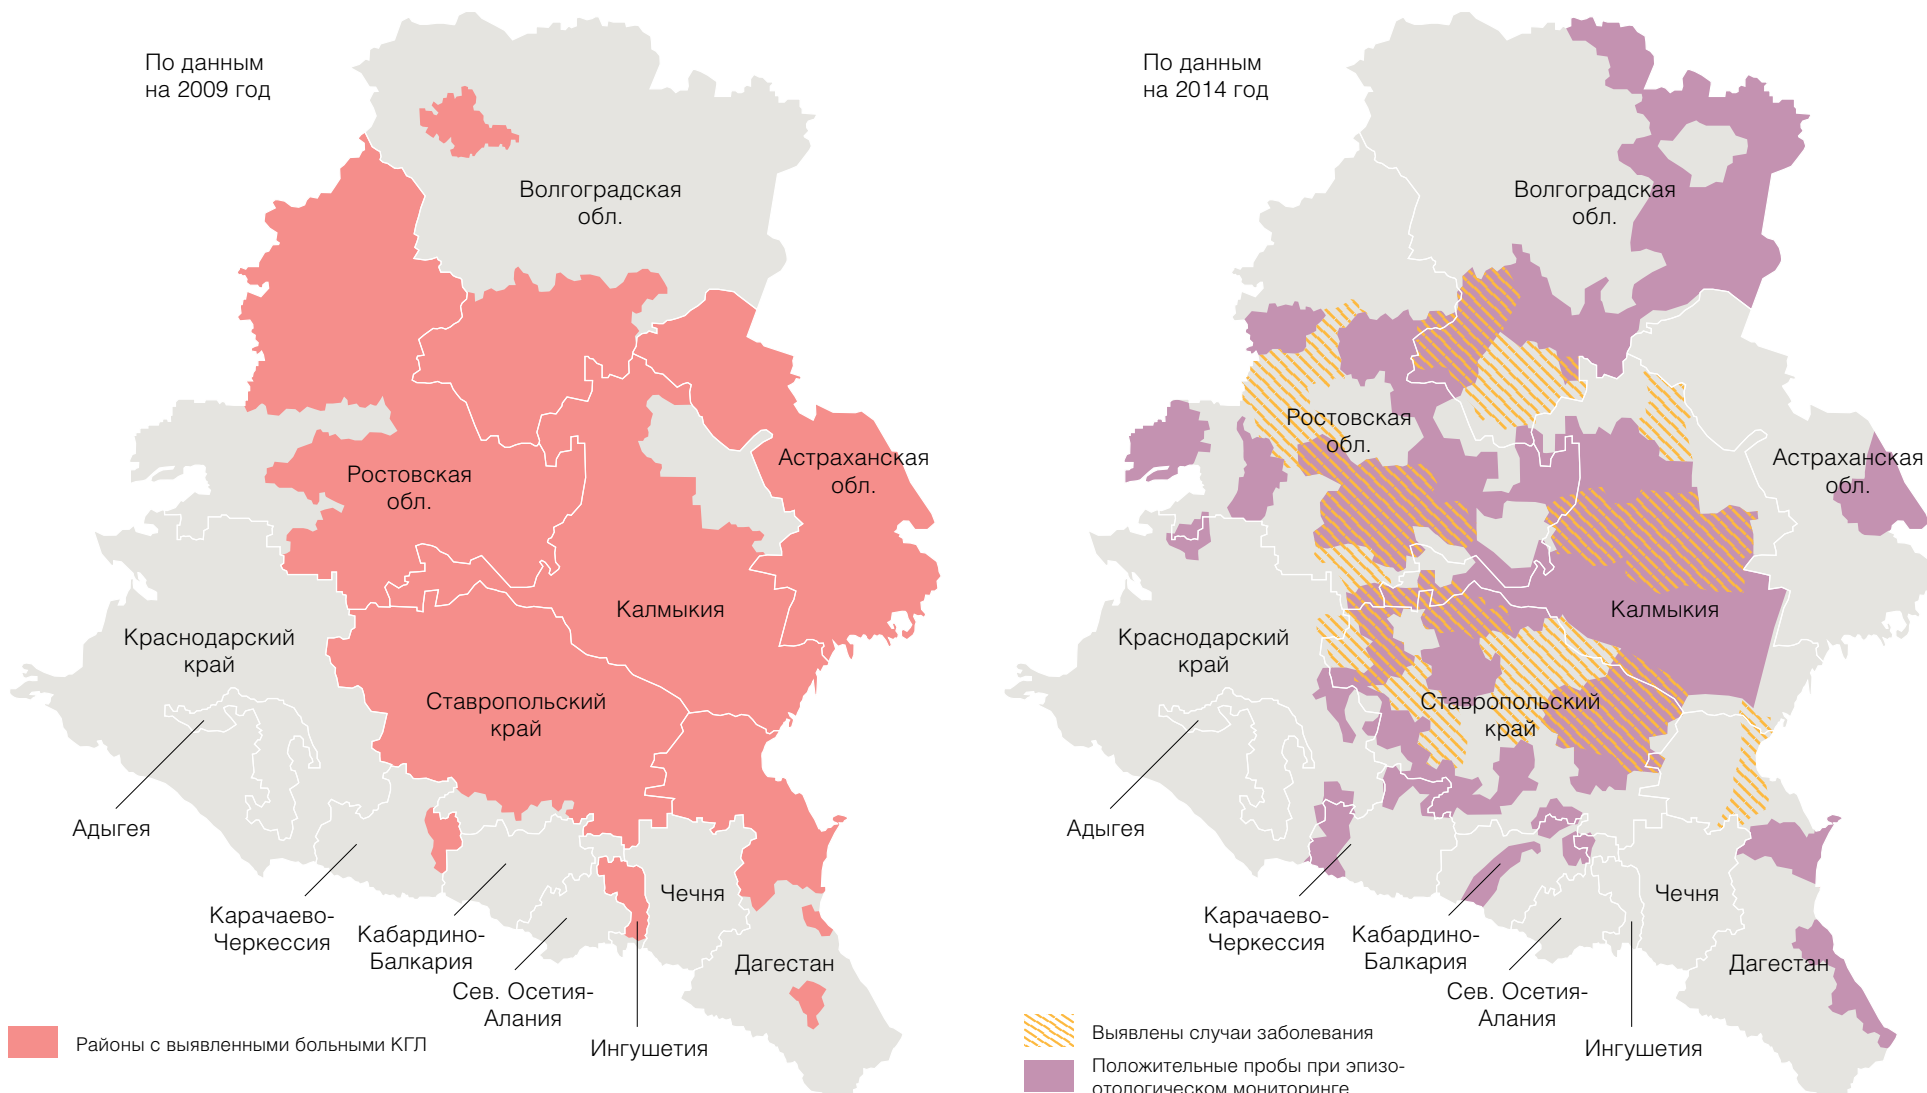 По данным
на 2009 год
Волгоградская
обл.
Ростовская
обл.
Астраханская
обл.
Калмыкия
Краснодарский
край
Ставропольский
край
Адыгея
Карачаево-
Черкессия
Кабардино-
Балкария
Сев. Осетия-
Алания
Ингушетия
Чечня
Дагестан
Районы с выявленными больными КГЛ
По данным
на 2014 год
Волгоградская
обл.
Ростовская
обл.
Астраханская
обл.
Калмыкия
Краснодарский
край
Ставропольский
край
Адыгея
Карачаево-
Черкессия
Кабардино-
Балкария
Сев. Осетия-
Алания
Ингушетия
Чечня
Дагестан
Выявлены случаи заболевания
Положительные пробы при эпизо-
отологическом мониторинге